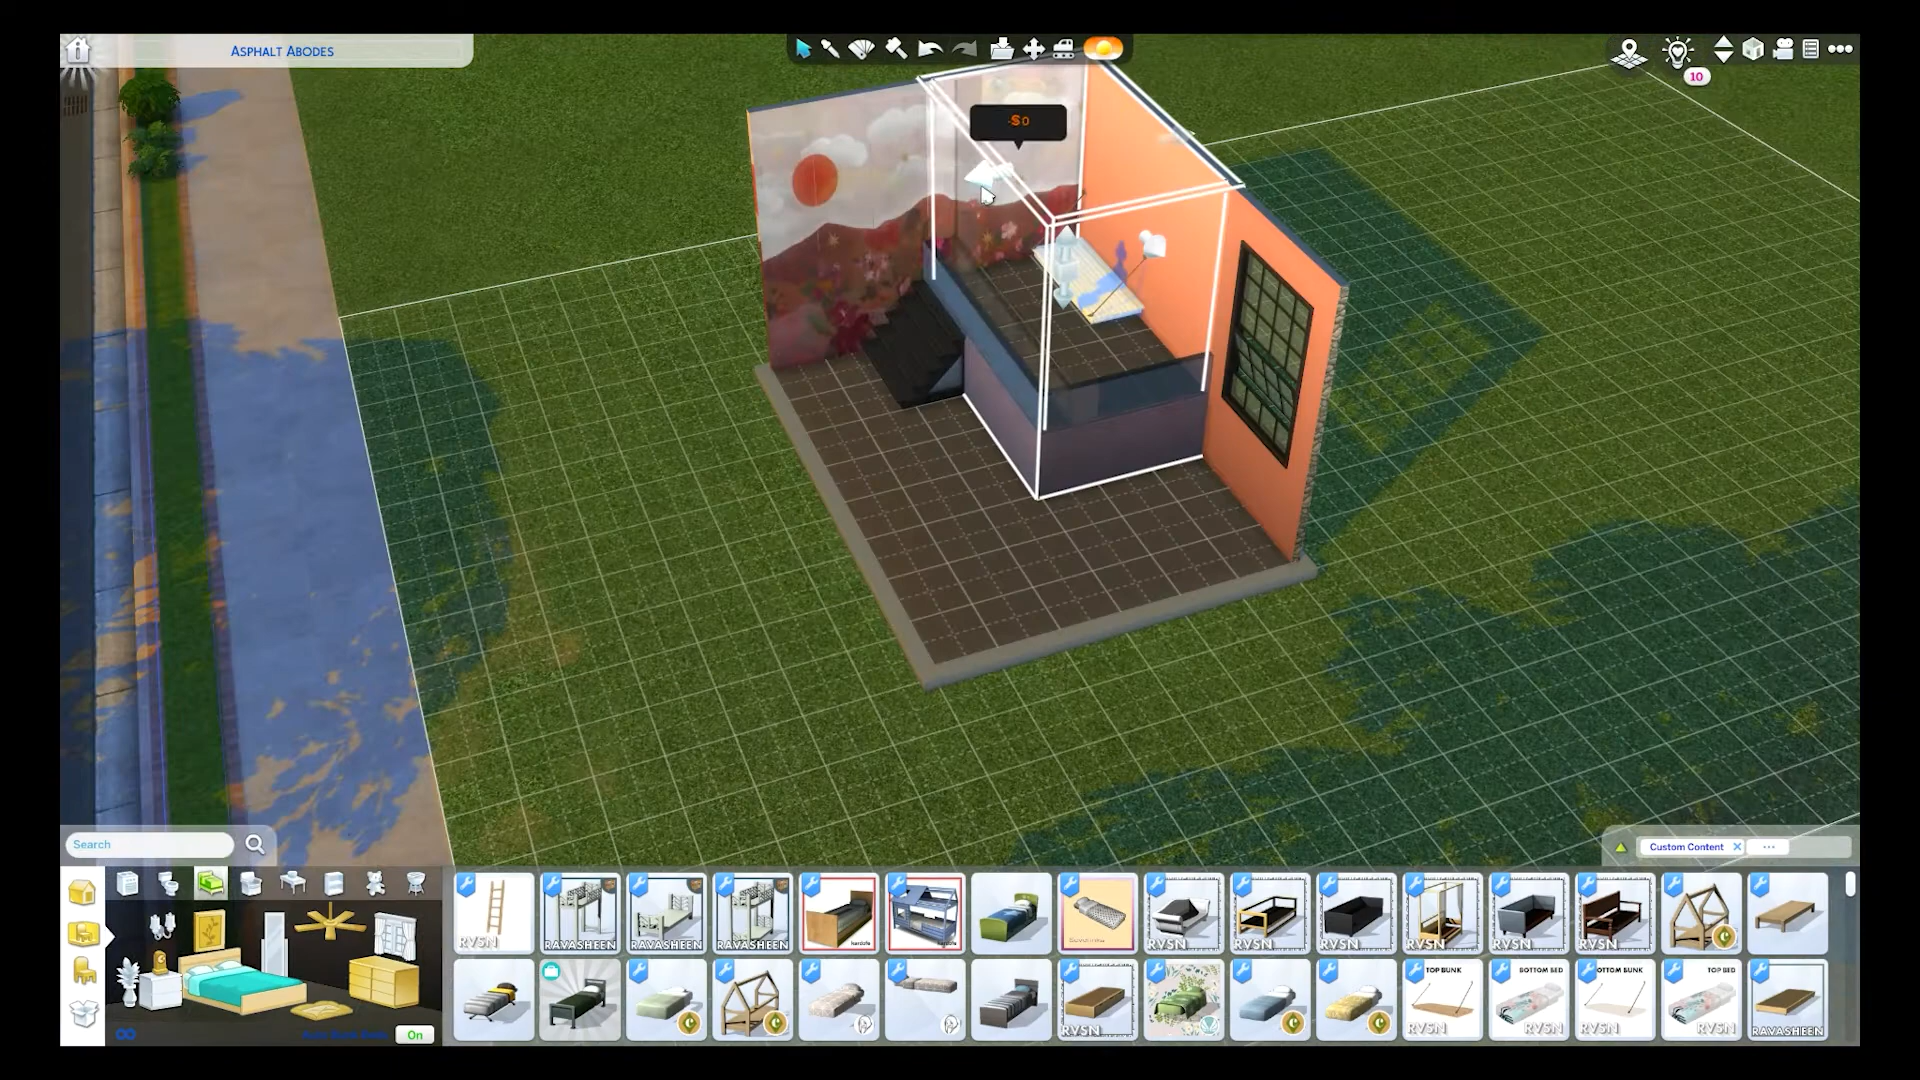 ASPHALT ABODES
-§0
10
Search
Custom Content
On
RVSN
RAVASHEEN
RAVASHEEN
RAVASHEEN
RVSN
RVSN
RVSN
RVSN
RVSN
RVSN
RVSN
TOP BUNK
RVSN
BOTTOM BED
RVSN
OTTOM BUNK
RVSN
TOP BED
RVSN
RAVASHEEN